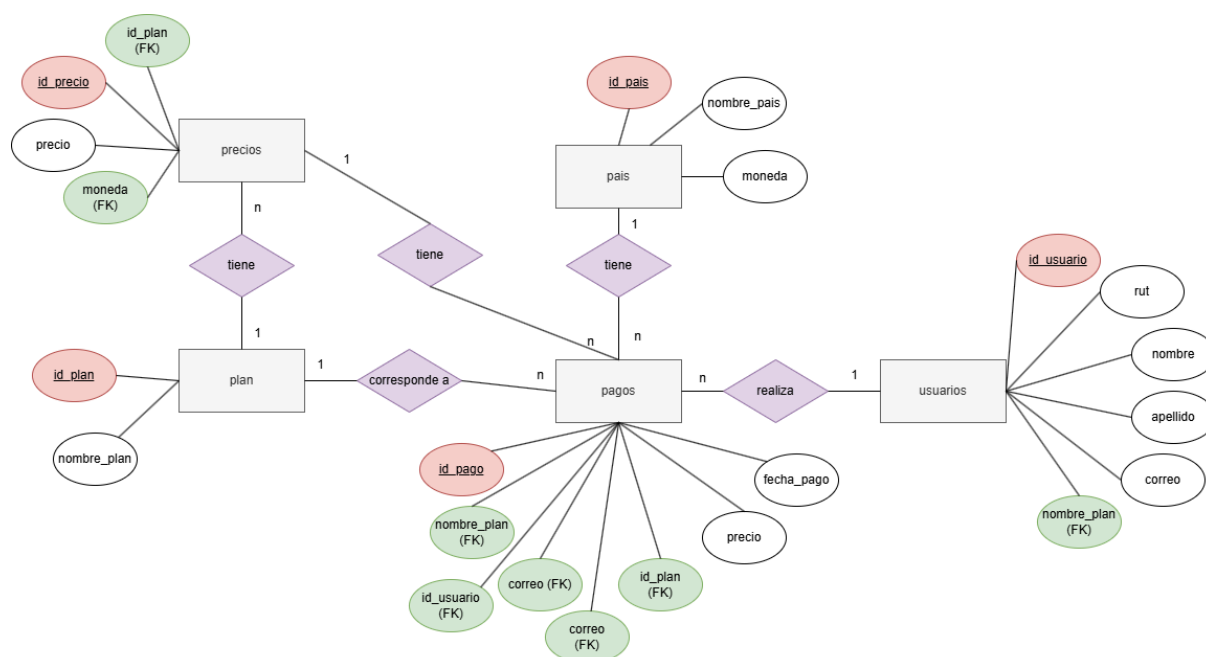 id_plan
(FK)
id_precio
id_pais
nombre_pais
precio
precios
1
pais
moneda
moneda
(FK)
n
1
tiene
tiene
tiene
id_usuario
rut
1
n
n
nombre
id_plan
plan
1
corresponde a
n
pagos
n
realiza
1
usuarios
apellido
nombre_plan
id_pago
fecha_pago
correo
nombre_plan
(FK)
precio
nombre_plan
(FK)
id_usuario
(FK)
correo (FK)
id_plan
(FK)
correo
(FK)